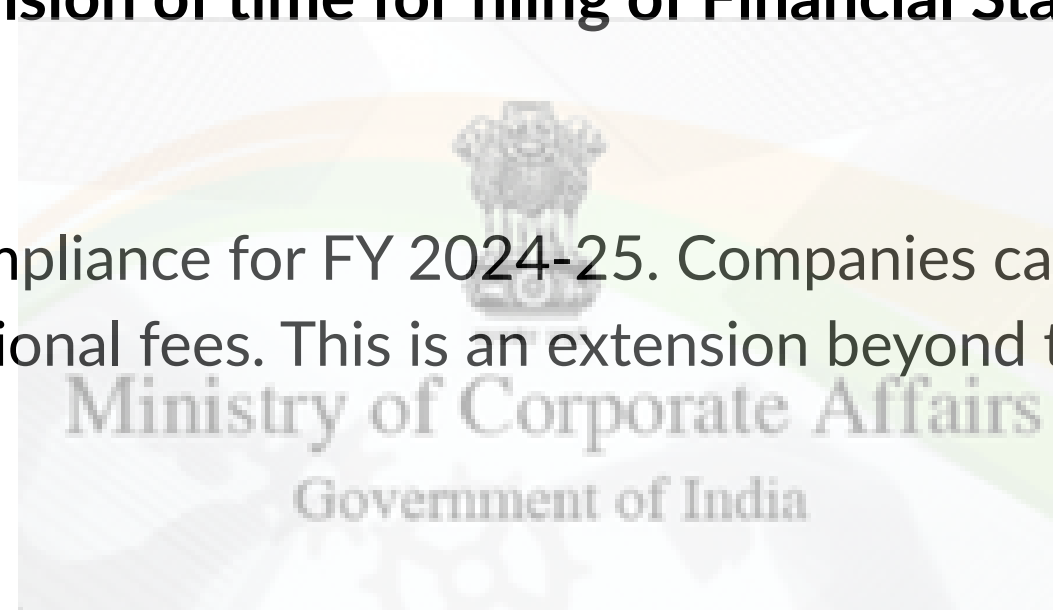 nsion of time for filing of Financial Sta
npliance for FY 2024-25. Companies ca
ional fees. This is an extension beyond t
Ministry of Corporate Affairs
Government of India